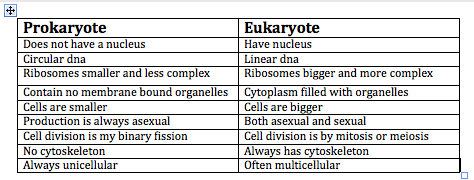 Prokaryote Eukaryote
Does not have a nucleus Have nucleus
Circular dna Linear dna
Ribosomes smaller and less complex Ribosomes bigger and more complex
Contain no membrane bound organelles Cytoplasm filled with organelles
Cells are smaller Cells are bigger
Production is always asexual Both asexual and sexual
Cell division is my binary fission Cell division is by mitosis or meiosis
No cytoskeleton Always has cytoskeleton
Always unicellular Often multicellular